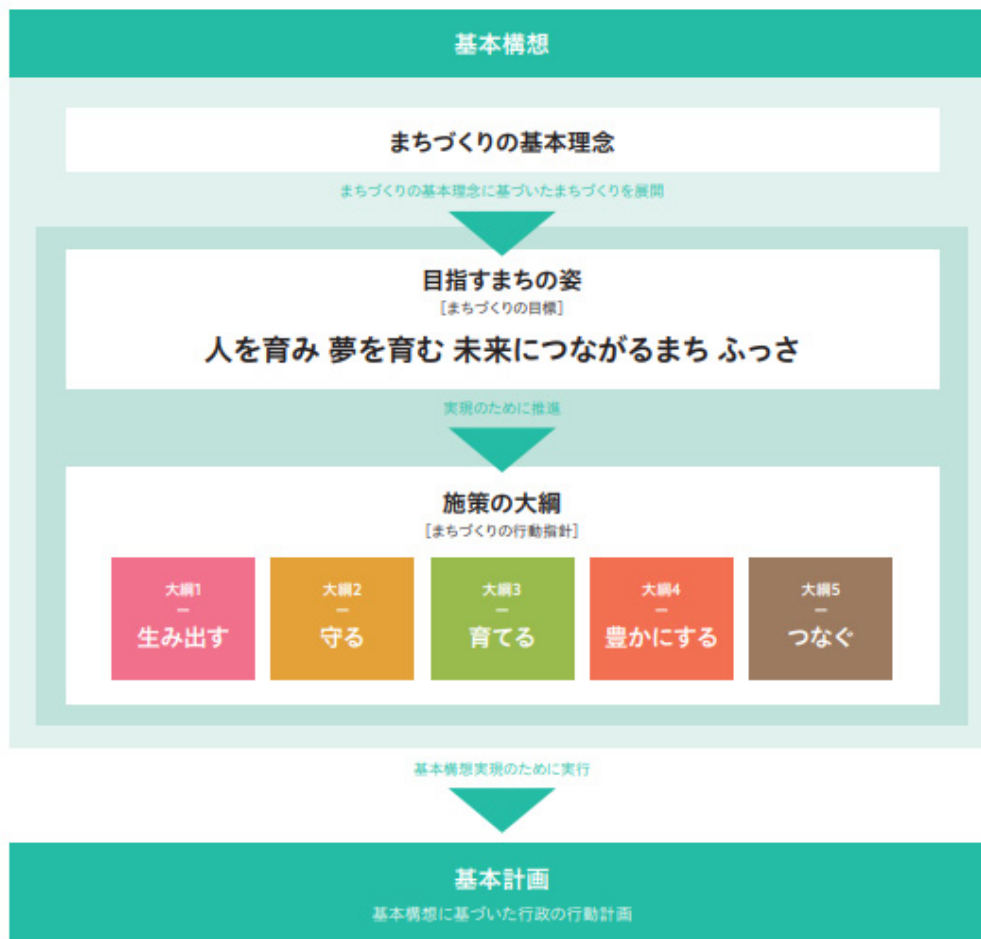 基本構想
まちづくりの基本理念
まちづくりの基本理念に基づいたまちづくりを展開
目指すまちの姿
[まちづくりの目標]
人を育み 夢を育む 未来につながるまち ふっさ
実現のために推進
施策の大綱
[まちづくりの行動指針]
大綱1
生み出す
大綱2
守る
大綱3
育てる
大綱4
豊かにする
大綱5
つなぐ
基本構想実現のために実行
基本計画
基本構想に基づいた行政の行動計画